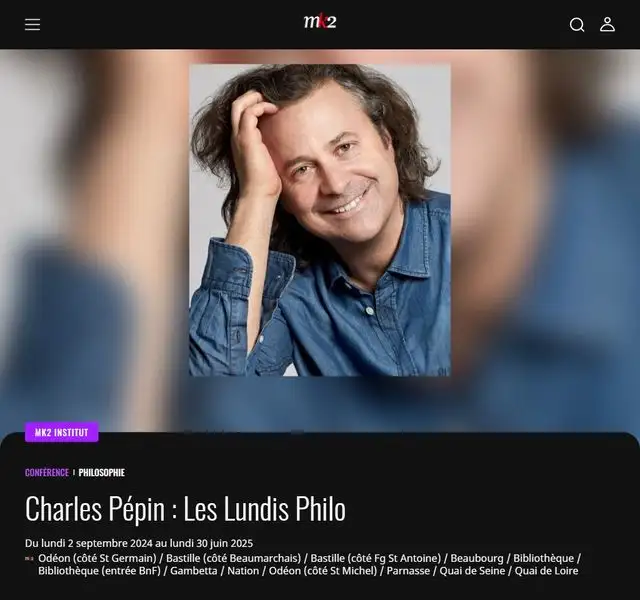 mk2
MK2 INSTITUT
CONFÉRENCE | PHILOSOPHIE
Charles Pépin : Les Lundis Philo
Du lundi 2 septembre 2024 au lundi 30 juin 2025
mk2 Odéon (côté St Germain) / Bastille (côté Beaumarchais) / Bastille (côté Fg St Antoine) / Beaubourg / Bibliothèque /
Bibliothèque (entrée BnF) / Gambetta / Nation / Odéon (côté St Michel) / Parnasse / Quai de Seine / Quai de Loire